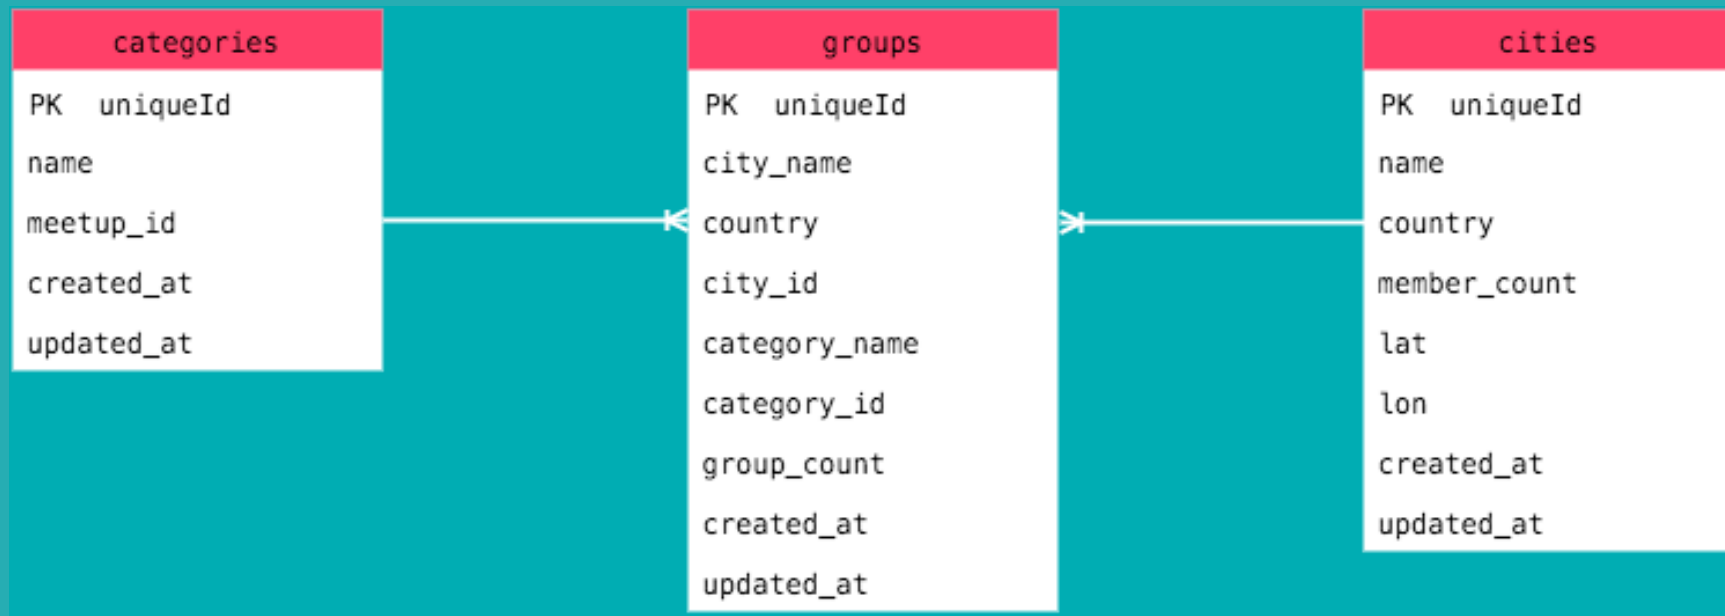 categories
PK uniqueId
name
meetup_id
created_at
updated_at
groups
PK uniqueId
city_name
country
city_id
category_name
category_id
group_count
created_at
updated_at
cities
PK uniqueId
name
country
member_count
lat
lon
created_at
updated_at